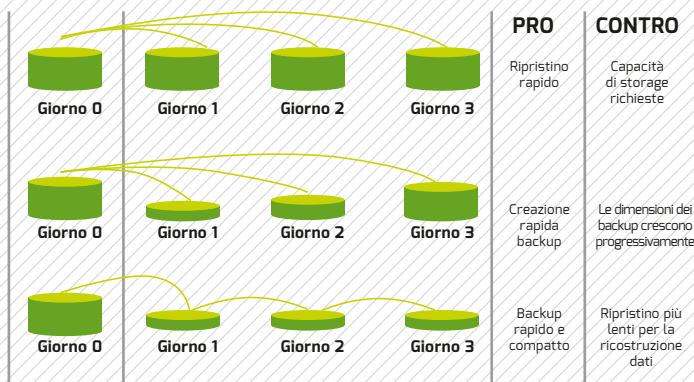 PRO
CONTRO
Ripristino
rapido
Capacità
di storage
richieste
Giorno 0
Giorno 1
Giorno 2
Giorno 3
Creazione
rapida
backup
Le dimensioni dei
backup crescono
progressivamente
Giorno 0
Giorno 1
Giorno 2
Giorno 3
Backup
rapido e
compatto
Ripristino più
lenti per la
ricostruzione
dati
Giorno 0
Giorno 1
Giorno 2
Giorno 3